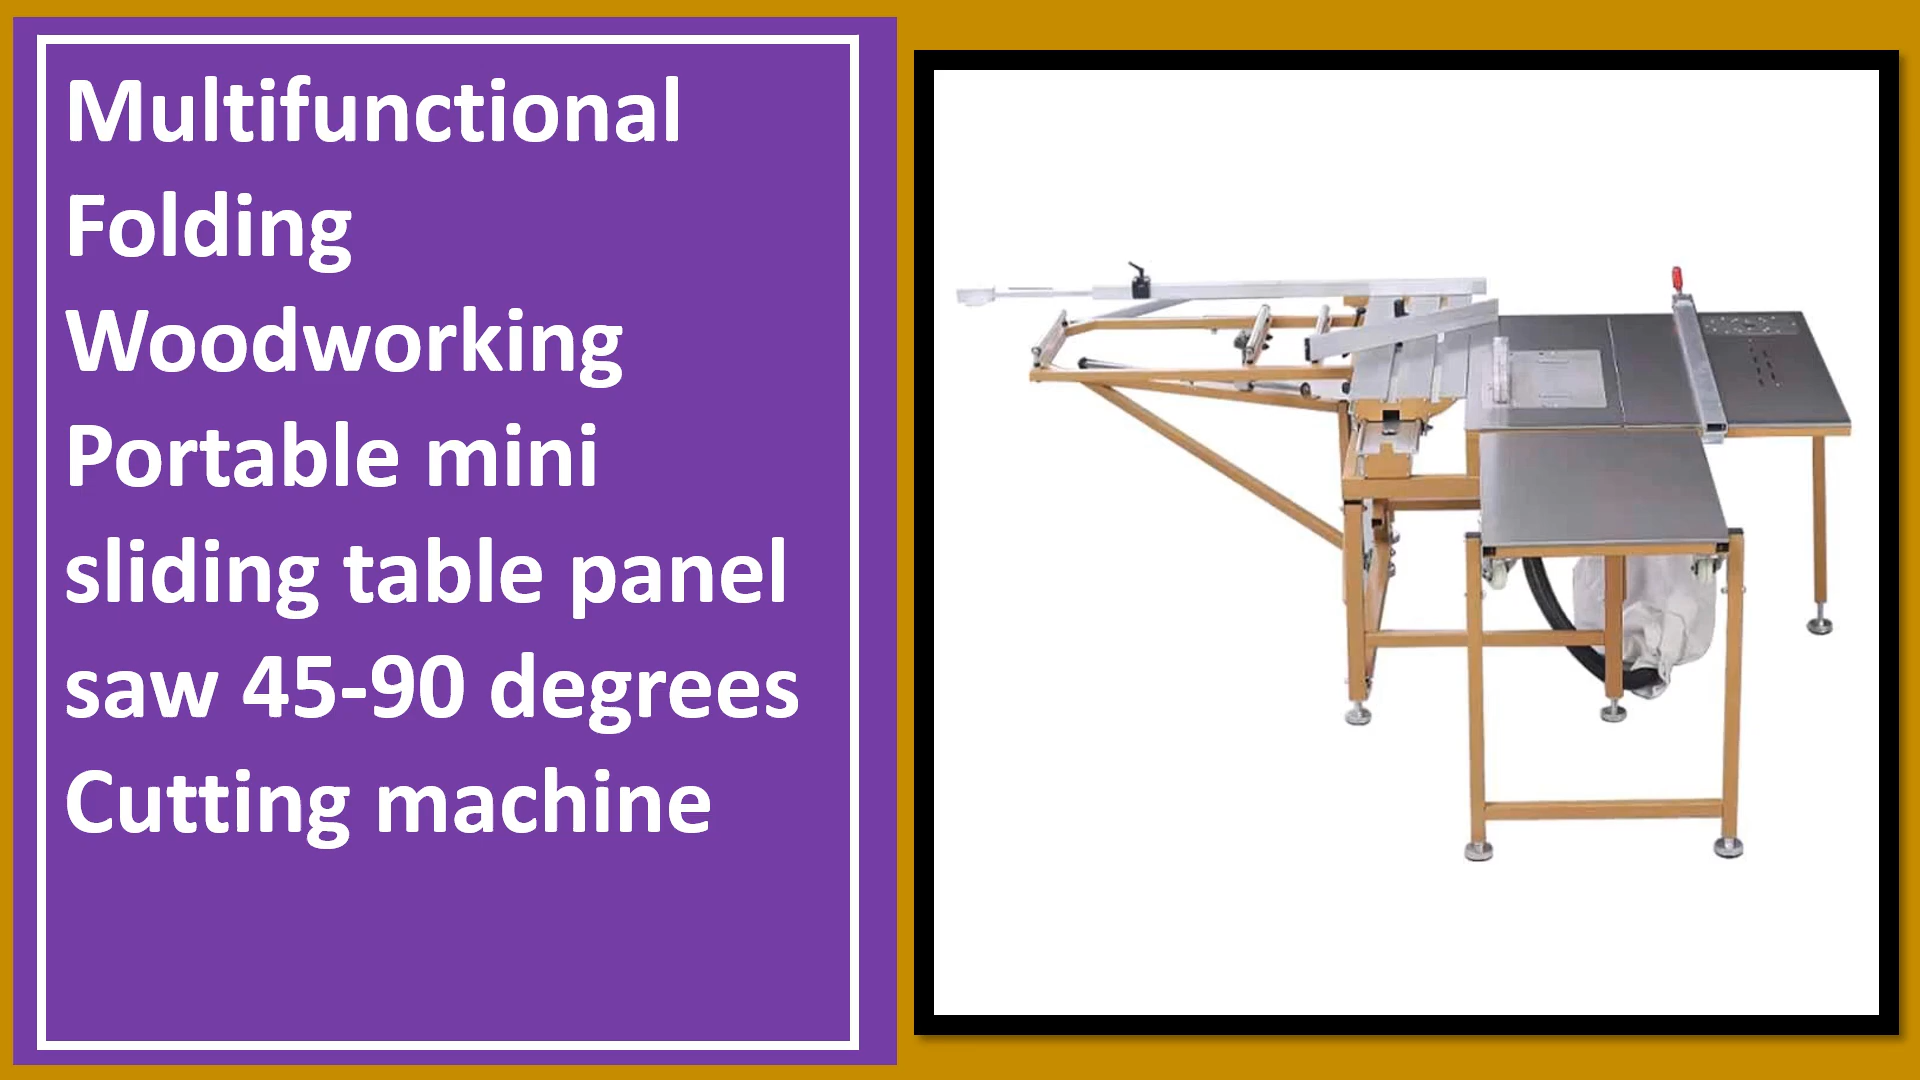 Multifunctional
Folding
Woodworking
Portable mini
sliding table panel
saw 45-90 degrees
Cutting machine